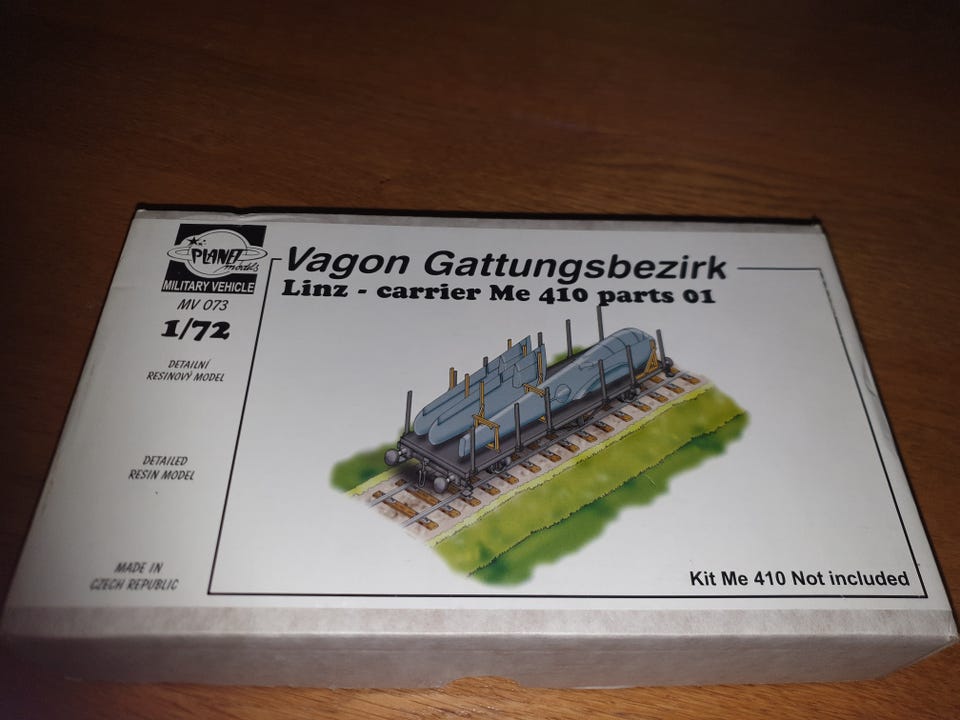 PLANET
models
MILITARY VEHICLE
MV 073
1/72
DETAILNÍ
RESINOVÝ MODEL
DETAILED
RESIN MODEL
MADE IN
CZECH REPUBLIC
Vagon Gattungsbezirk
Linz - carrier Me 410 parts 01
Kit Me 410 Not included